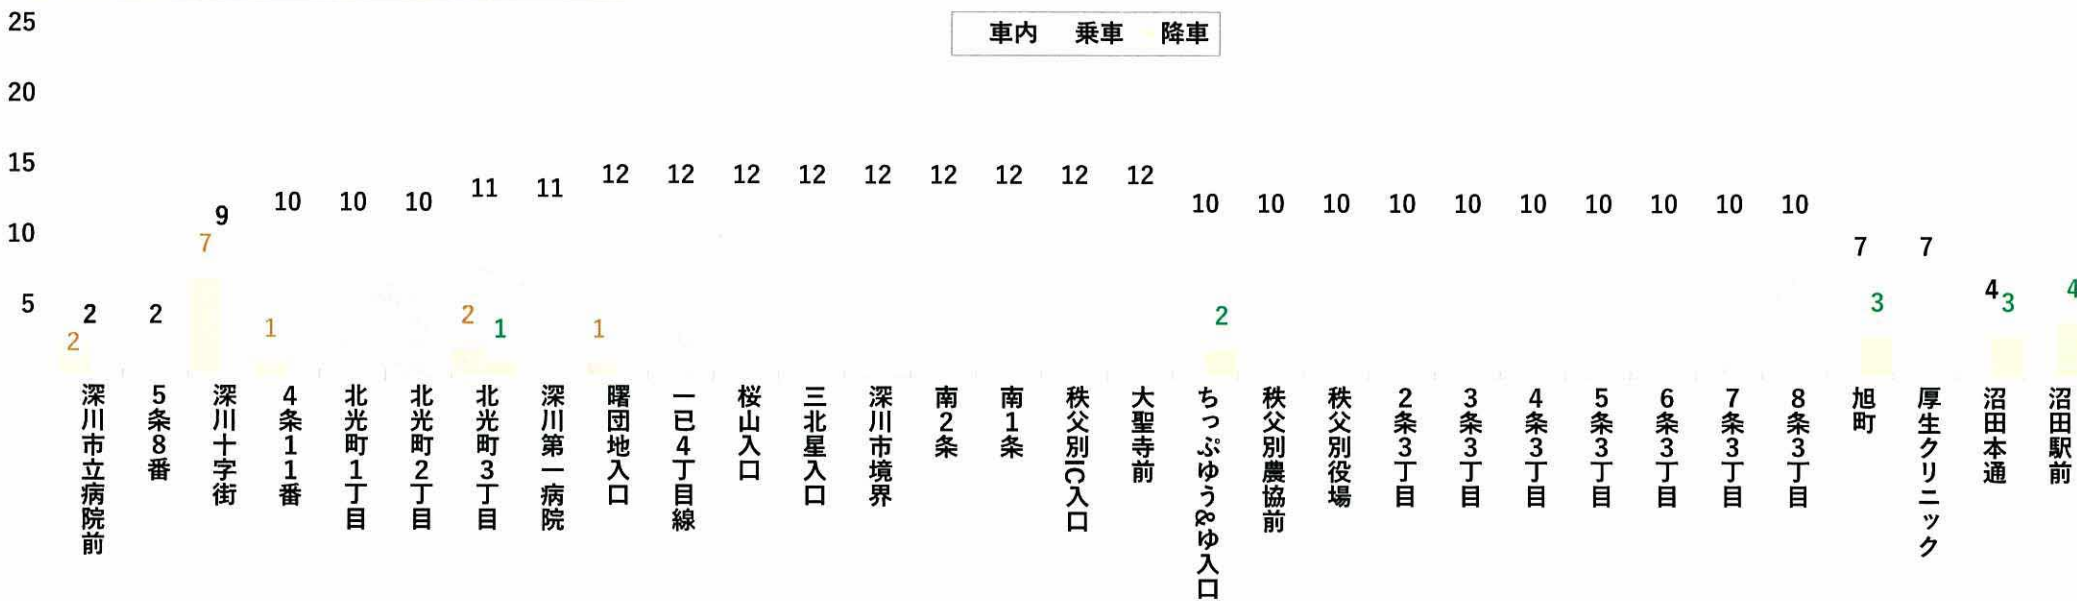 25
20
15
10
5
車内 乗車 降車
2 2 9 10 10 10 11 11 12 12 12 12 12 12 12 12 12 10 10 10 10 10 10 10 10 10 10 7 7 4
2 7 1 2 1 1 2 3 3 4
深川市立病院前
5条8番
深川十字街
4条11番
北光町1丁目
北光町2丁目
北光町3丁目
深川第一病院
曙団地入口
一已4丁目線
桜山入口
三北星入口
深川市境界
南2条
南1条
秩父別IC入口
大聖寺前
ちっぷゆう&ゆ入口
秩父別農協前
秩父別役場
2条3丁目
3条3丁目
4条3丁目
5条3丁目
6条3丁目
7条3丁目
8条3丁目
旭町
厚生クリニック
沼田本通
沼田駅前